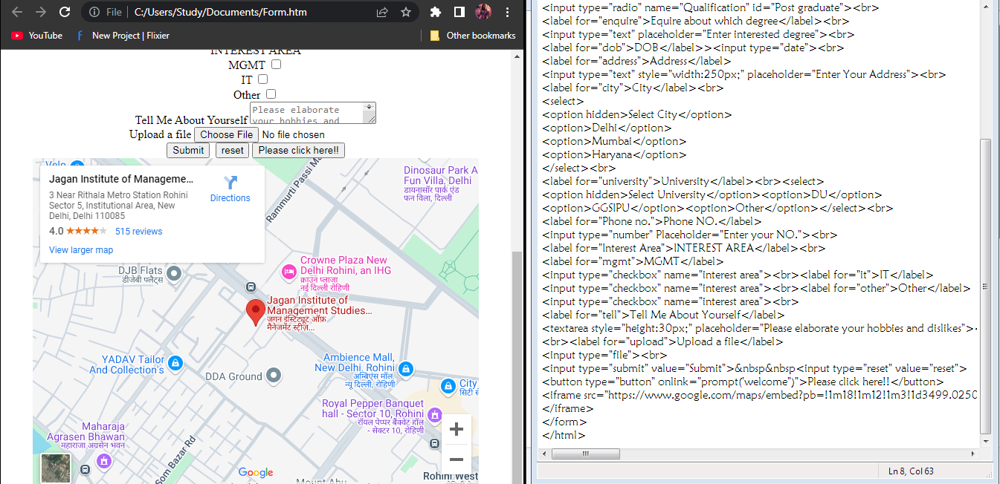 File
C:/Users/Study/Documents/Form.htm
YouTube
New Project | Flixier
Other bookmarks
INTEREST AREA
MGMT
IT
Other
Tell Me About Yourself
Please elaborate
your hobbies and
Upload a file Choose File No file chosen
Submit reset Please click here!!
Jagan Institute of Manageme...
3 Near Rithala Metro Station Rohini
Sector 5, Institutional Area, New
Delhi, Delhi 110085
4.0 515 reviews
View larger map
Directions
Rammurti Passi
Dinosaur Park A
Fun Villa, Delhi
डायनासॉर पार्क एंड
फन विला, दिल्ली
DJB Flats
डीजेबी फ्लैट्स
Crowne Plaza New
Delhi Rohini, an IHG
क्राउन प्लाजा
नई दिल्ली रोहिणी
Jagan Institute of
Management Studies...
जगन इंस्टिट्यूट ऑफ़
मैनेजमेंट स्टीज़...
YADAV Tailor
And Collection's
DDA Ground
Ambience Mall,
New Delhi. Rohini
अम्बिएंस मॉल.
न्यू दिल्ली, रोहिणी
City
सिटी से
Royal Pepper Banquet
hall - Sector 10, Rohini
रॉयल पेप्पर बैंक्वेट हॉल
- सेक्टर 10, रोहिणी
Maharaja
Agrasen Bhawan
महाराजा अग्रसेन भवन
Som Bazar Rd
Google
Mount Abu
Rohini West
<input type="radio" name="Qualification" id="Post graduate"><br>
<label for="enquire">Equire about which degree</label><br>
<input type="text" placeholder="Enter interested degree"><br>
<label for="dob">DOB</label>><input type="date"><br>
<label for="address">Address</label>
<input type="text" style="width:250px;" placeholder="Enter Your Address"><br>
<label for="city">City</label><br>
<select>
<option hidden>Select City</option>
<option>Delhi</option>
<option>Mumbai</option>
<option>Haryana</option>
</select><br>
<label for="university">University</label><br><select>
<option hidden>Select University</option><option>DU</option>
<option>GGSIPU</option><option>Other</option></select><br>
<label for="Phone no.">Phone NO.</label>
<input type="number" Placeholder="Enter your NO."><br>
<label for="Interest Area">INTEREST AREA</label><br>
<label for="mgmt">MGMT</label>
<input type="checkbox" name="interest area"><br><label for="it">IT</label>
<input type="checkbox" name="interest area"><br><label for="other">Other</label>
<input type="checkbox" name="interest area"><br>
<label for="tell">Tell Me About Yourself</label>
<textarea style="height:30px;" placeholder="Please elaborate your hobbies and dislikes"><
<br><label for="upload">Upload a file</label>
<input type="file"><br>
<input type="submit" value="Submit">&nbsp&nbsp<input type="reset" value="reset">
<button type="button" onlink="prompt('welcome")">Please click here!!</button>
<iframe src="https://www.google.com/maps/embed?pb=!1m18!1m12!1m3!1d3499.0250
</iframe>
</form>
</html>
Ln 8, Col 63